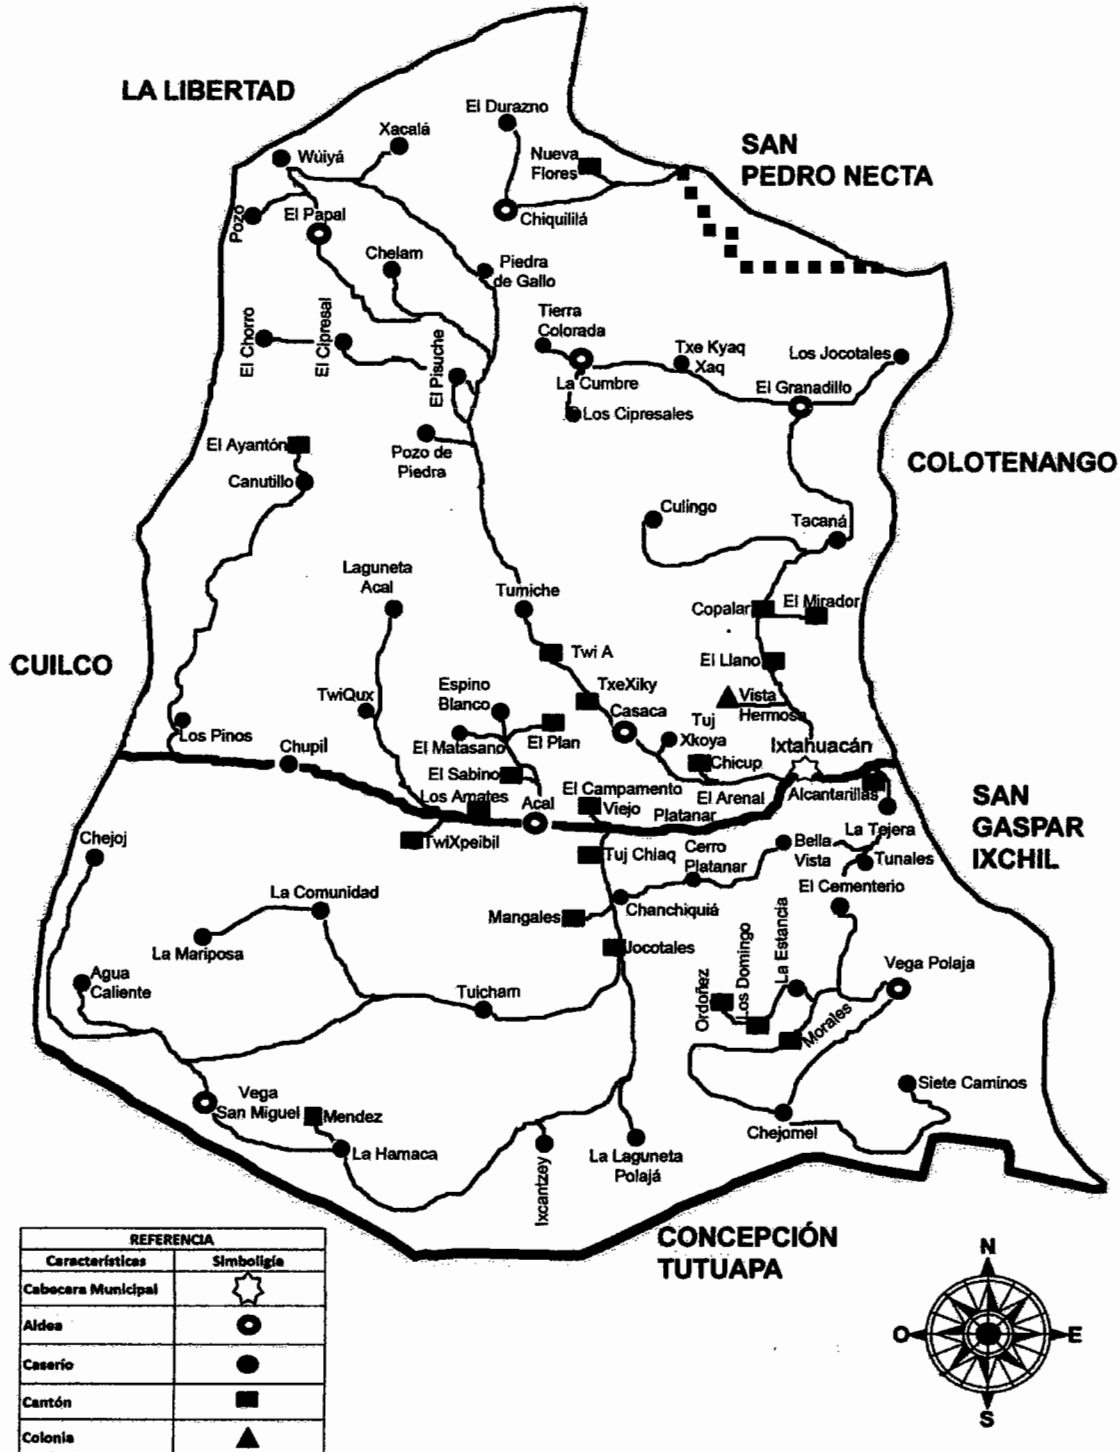 LA LIBERTAD
El Durazno
Xacalá
Wüiyá
Nueva
Flores
SAN
PEDRO NECTA
Pozo
El Papal
Chiquililá
Chelam
Piedra
de Gallo
El Chorro
El Cipresal
El Pisuche
Tierra
Colorada
Txe Kyaq
Xaq
Los Jocotales
La Cumbre
El Granadillo
Los Cipresales
El Ayantón
Pozo de
Piedra
COLOTENANGO
Canutillo
Culingo
Tacaná
Laguneta
Acal
Tumiche
Copalar
El Mirador
CUILCO
Twi A
El Llano
TwiQux
Espino
Blanco
TxeXiky
Vista
Hermosa
Casaca
Tuj
Xkoya
Los Pinos
El Matasano
El Plan
Ixtahuacán
Chupil
El Sabino
Chicup
El Campamento
Viejo
El Arenal
Alcantarillas
Los Amates
Acal
Platanar
SAN
GASPAR
IXCHIL
Chejoj
TwiXpeibil
Tuj Chiaq
Cerro
Platanar
Bella
Vista
La Tejera
Tunales
El Cementerio
La Comunidad
Mangales
Chanchiquiá
La Mariposa
Jocotales
Los Domingo
La Estancia
Vega Polaja
Agua
Caliente
Tuicham
Ordoñez
Morales
Vega
San Miguel
Mendez
Siete Caminos
La Hamaca
Chejomel
Ixcantzey
La Laguneta
Polajá
CONCEPCIÓN
TUTUAPA
REFERENCIA
Características
Simboligía
Cabecara Municipal
Aldea
Caserío
Cantón
Colonia
N
O
E
S